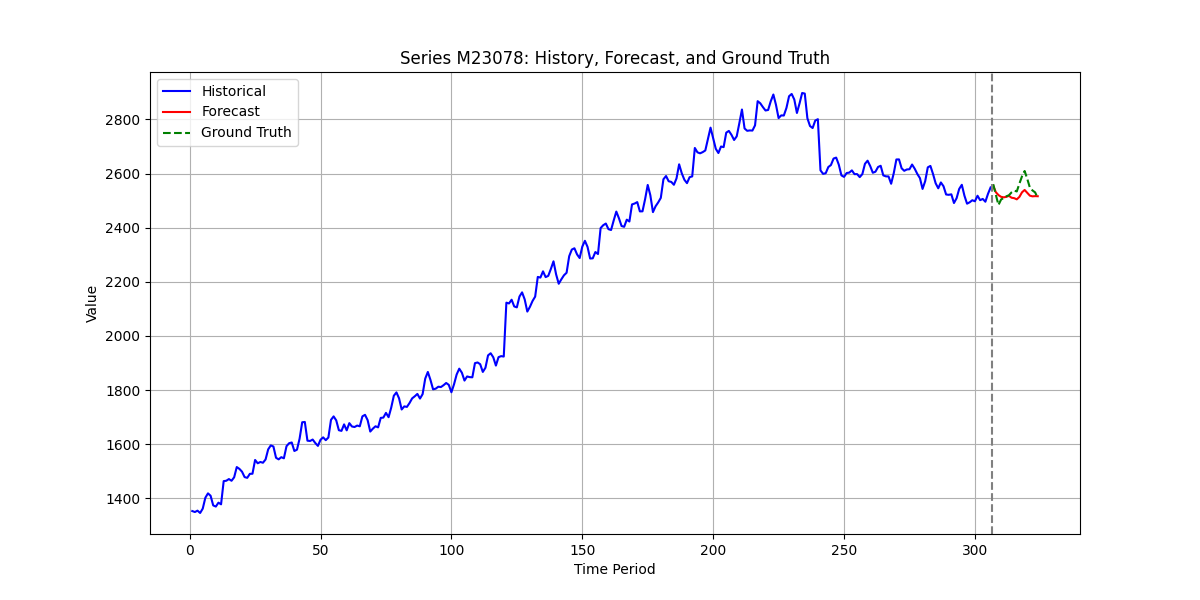 Series M23078: History, Forecast, and Ground Truth
Historical
Forecast
Ground Truth
Value
2800
2600
2400
2200
2000
1800
1600
1400
0 50 100 150 200 250 300
Time Period